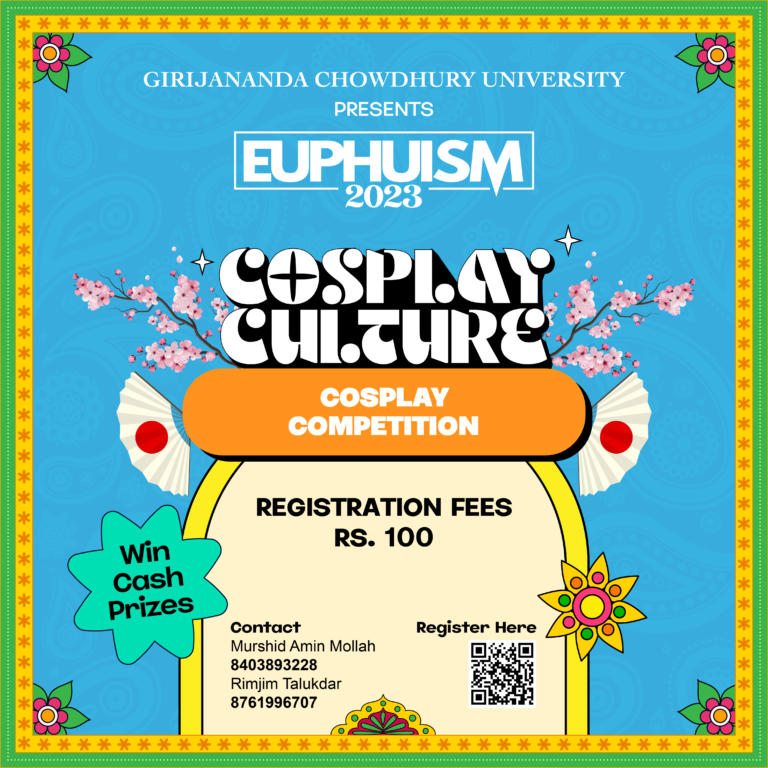 GIRIJANANDA CHOWDHURY UNIVERSITY
PRESENTS
EUPHUISM
2023
COSPLAY
CULTURE
COSPLAY
COMPETITION
REGISTRATION FEES
RS. 100
Win
Cash
Prizes
Contact
Murshid Amin Mollah
8403893228
Rimjim Talukdar
8761996707
Register Here